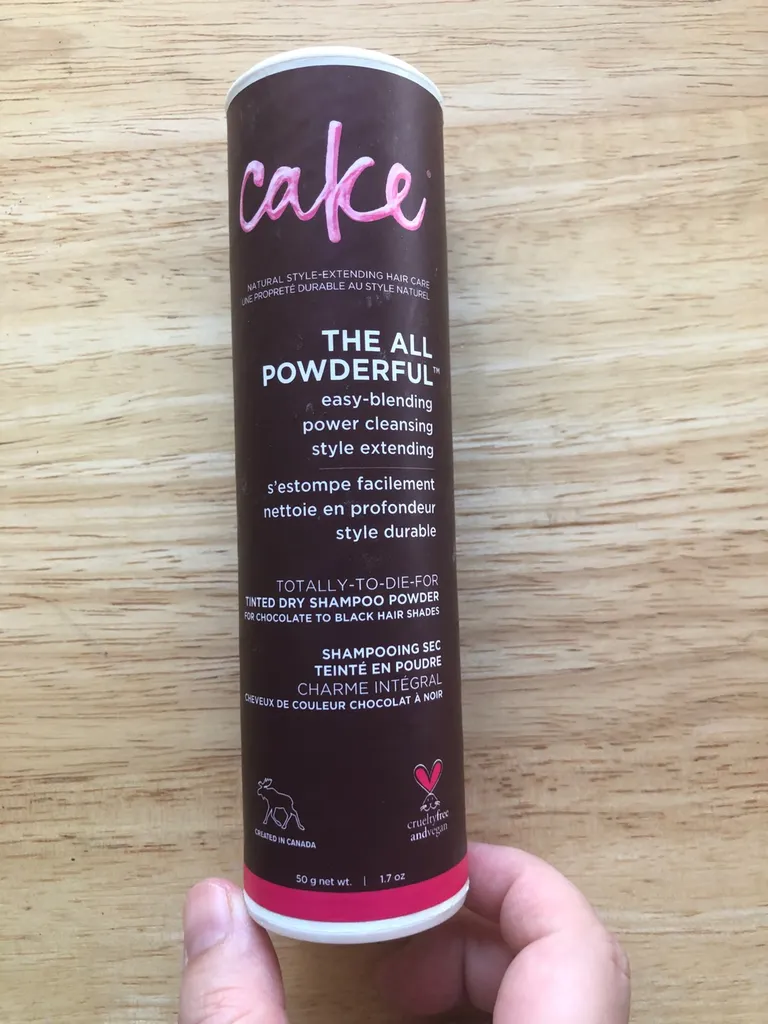 cake
NATURAL STYLE-EXTENDING HAIR CARE
UNE PROPRETÉ DURABLE AU STYLE NATUREL
THE ALL
POWDERFUL™
easy-blending
power cleansing
style extending
s'estompe facilement
nettoie en profondeur
style durable
TOTALLY-TO-DIE-FOR
TINTED DRY SHAMPOO POWDER
FOR CHOCOLATE TO BLACK HAIR SHADES
SHAMPOOING SEC
TEINTÉ EN POUDRE
CHARME INTÉGRAL
CHEVEUX DE COULEUR CHOCOLAT À NOIR
CREATED IN CANADA
crueltyfree
andvegan
50 g net wt. | 1.7 oz